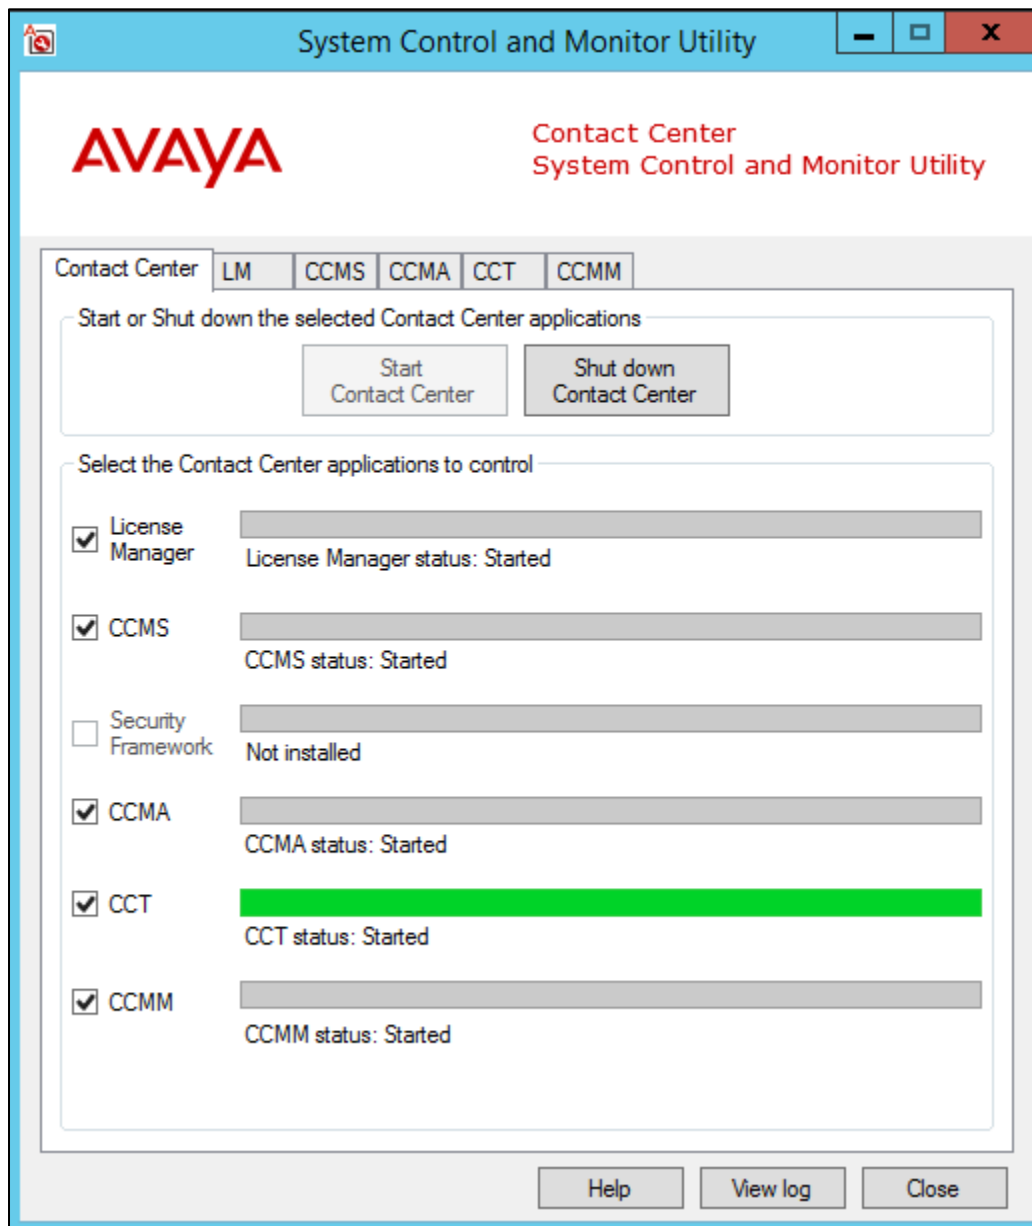 System Control and Monitor Utility
AVAYA
Contact Center
System Control and Monitor Utility
Contact Center LM CCMS CCMA CCT CCMM
Start or Shut down the selected Contact Center applications
Start
Contact Center
Shut down
Contact Center
Select the Contact Center applications to control
License
Manager
License Manager status: Started
CCMS
CCMS status: Started
Security
Framework
Not installed
CCMA
CCMA status: Started
CCT
CCT status: Started
CCMM
CCMM status: Started
Help View log Close